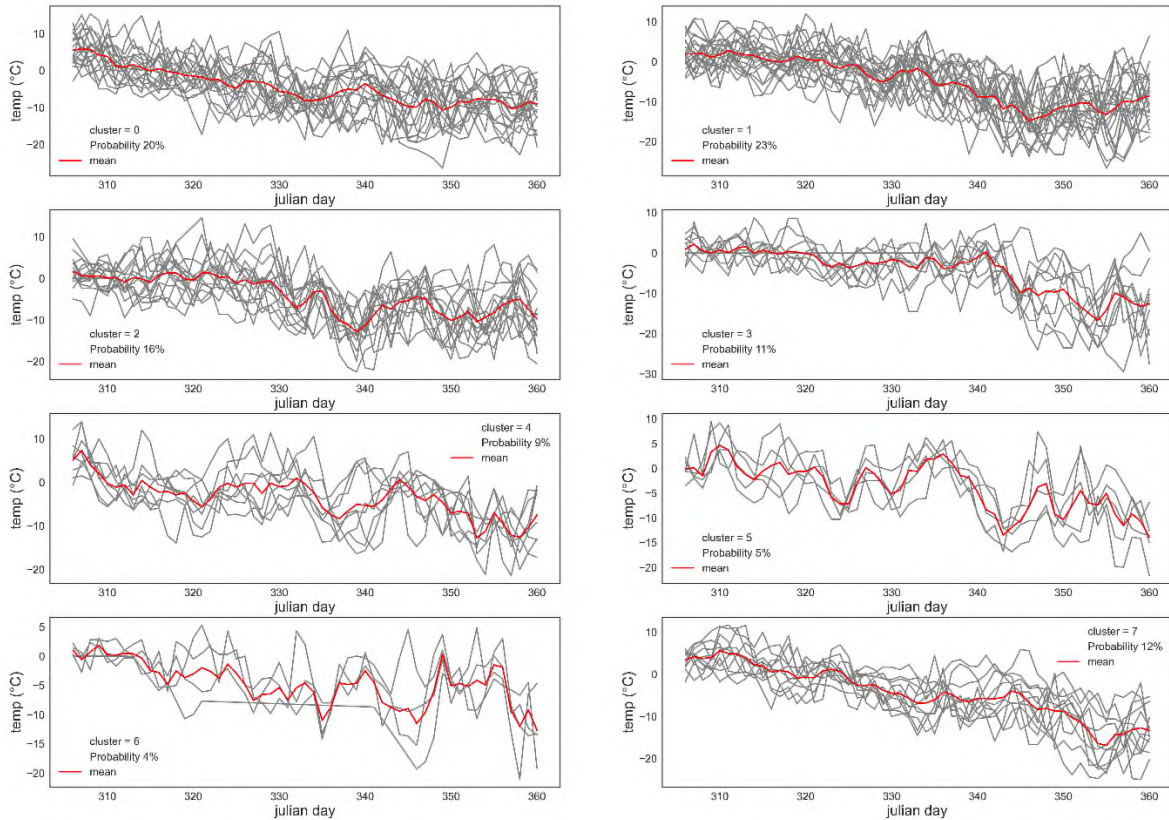 10
0
−10
−20
temp (°C)
cluster = 0
Probability 20%
mean
310 320 330 340 350 360
julian day
10
0
−10
−20
temp (°C)
cluster = 1
Probability 23%
mean
310 320 330 340 350 360
julian day
10
0
−10
−20
temp (°C)
cluster = 2
Probability 16%
mean
310 320 330 340 350 360
julian day
10
0
−10
−20
−30
temp (°C)
cluster = 3
Probability 11%
mean
310 320 330 340 350 360
julian day
10
0
−10
−20
temp (°C)
cluster = 4
Probability 9%
mean
310 320 330 340 350 360
julian day
10
5
0
−5
−10
−15
−20
temp (°C)
cluster = 5
Probability 5%
mean
310 320 330 340 350 360
julian day
5
0
−5
−10
−15
−20
temp (°C)
cluster = 6
Probability 4%
mean
310 320 330 340 350 360
julian day
10
0
−10
−20
temp (°C)
cluster = 7
Probability 12%
mean
310 320 330 340 350 360
julian day